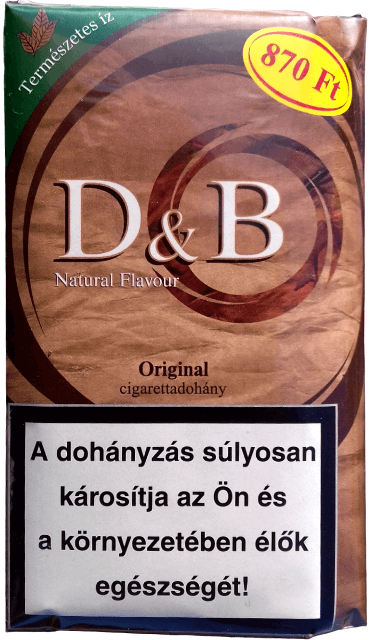 Természetes íz
870 Ft
D&B
Natural Flavour
Original
cigarettadohány
A dohányzás súlyosan
károsítja az Ön és
a környezetében élők
egészségét!